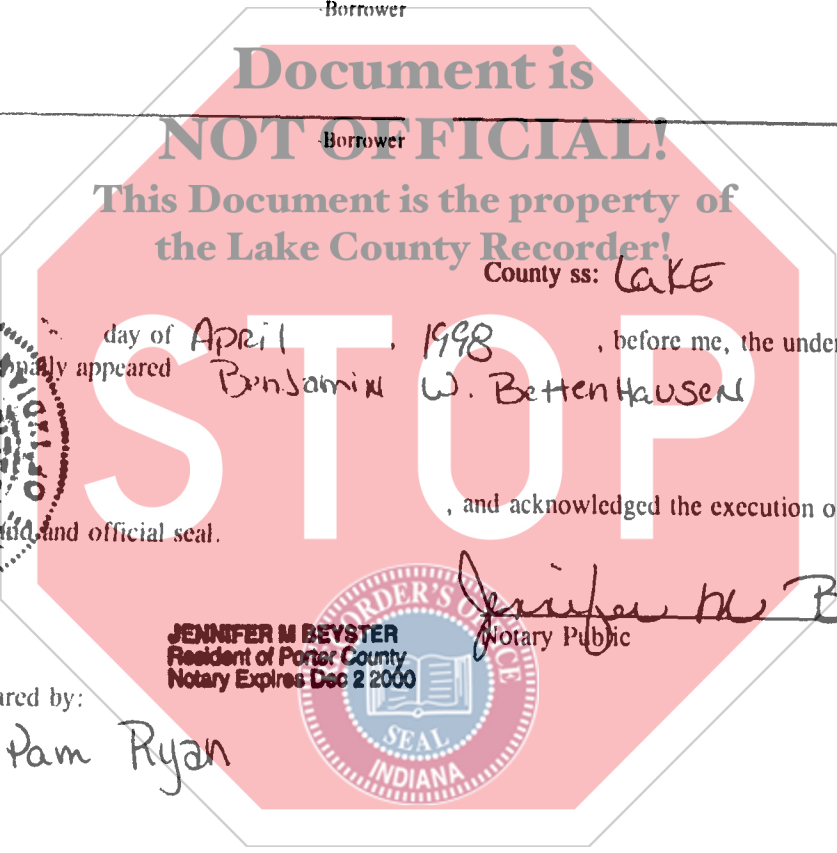 -Borrower
Document is
NOT OFFICIAL!
-Borrower
This Document is the property of
the Lake County Recorder!
County ss: LaKE
day of April , 1998 , before me, the under
onally appeared BenJamiN W. BettenHauseN
STOP
OF
, and acknowledged the execution o
and official seal.
Jennifer M B
JENNIFER M BEYSTER
Resident of Porter County
Notary Expires Dec 2 2000
Notary Public
RECORDER'S OFFICE
SEAL
INDIANA
ared by:
Pam Ryan